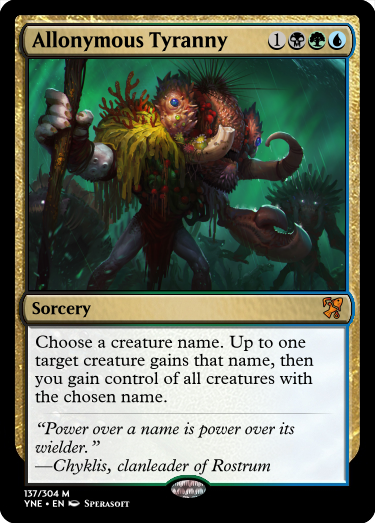 Allonymous Tyranny 1
Sorcery
Choose a creature name. Up to one
target creature gains that name, then
you gain control of all creatures with
the chosen name.
“Power over a name is power over its
wielder.”
—Chyklis, clanleader of Rostrum
137/304 M
YNE • EN Sperasoft